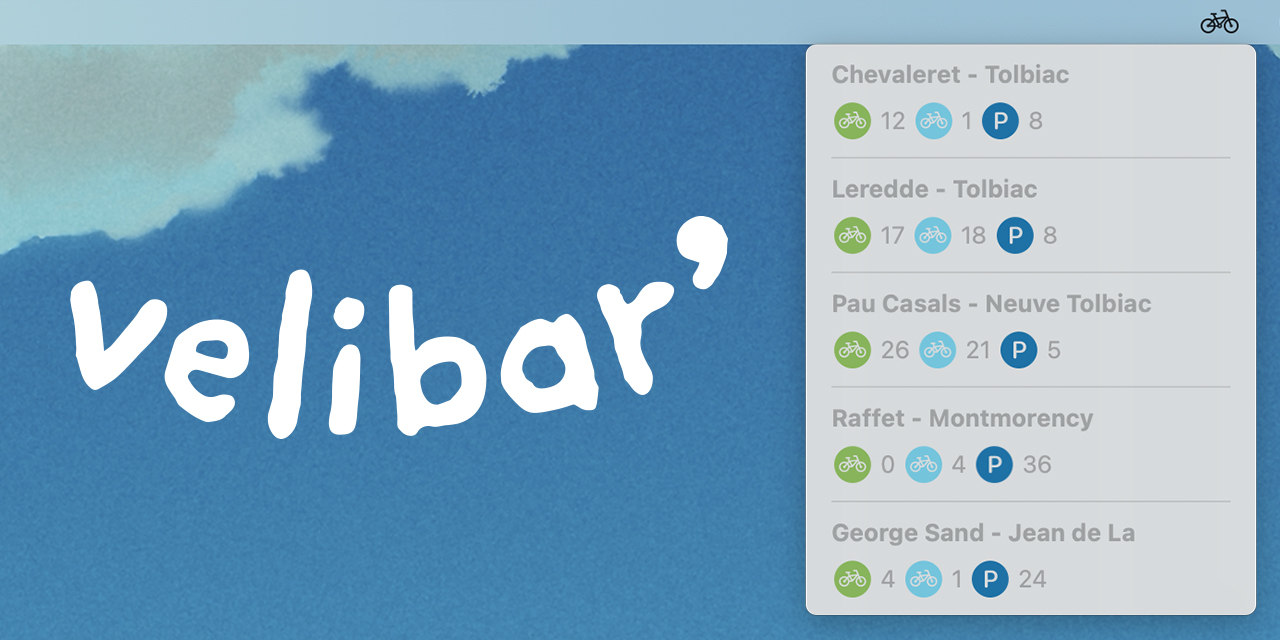 velibar’
Chevaleret - Tolbiac
12 1 P 8
Leredde - Tolbiac
17 18 P 8
Pau Casals - Neuve Tolbiac
26 21 P 5
Raffet - Montmorency
0 4 P 36
George Sand - Jean de La
4 1 P 24